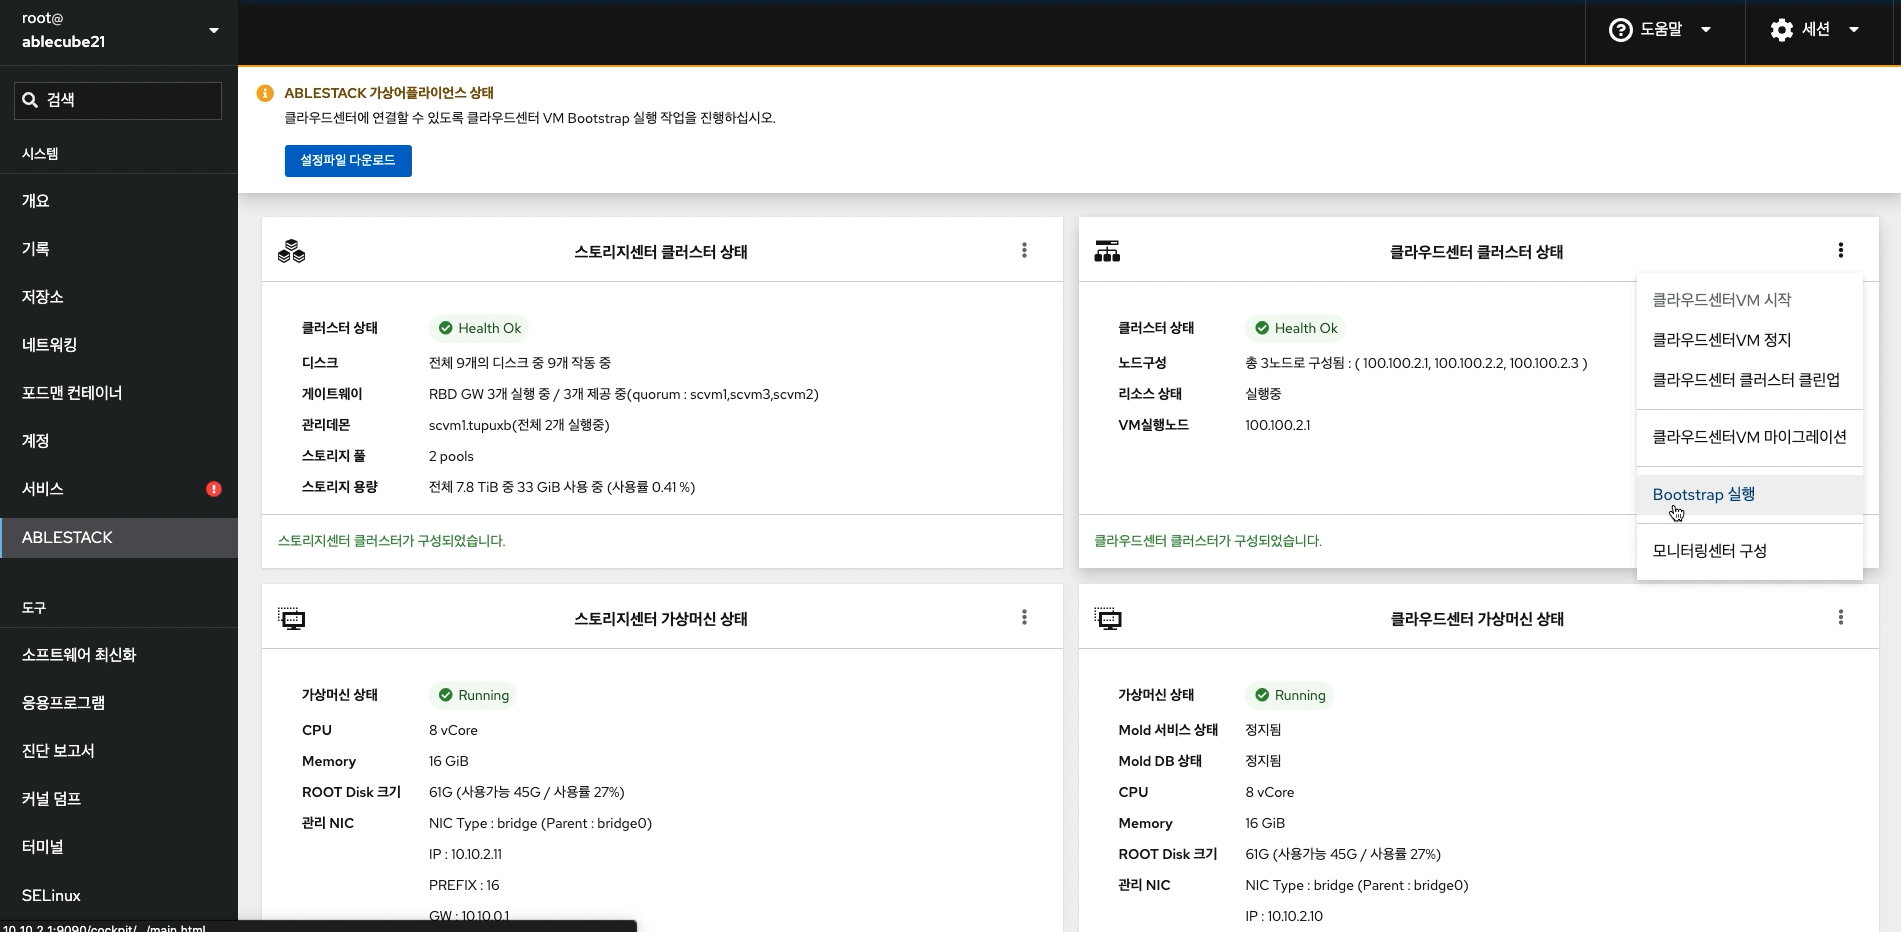 root@
ablecube21
도움말
세션
검색
시스템
개요
기록
저장소
네트워킹
포드맨 컨테이너
계정
서비스
ABLESTACK
도구
소프트웨어 최신화
응용프로그램
진단 보고서
커널 덤프
터미널
SELinux
ABLESTACK 가상어플라이언스 상태
클라우드센터에 연결할 수 있도록 클라우드센터 VM Bootstrap 실행 작업을 진행하십시오.
설정파일 다운로드
스토리지센터 클러스터 상태
클러스터 상태 Health Ok
디스크 전체 9개의 디스크 중 9개 작동 중
게이트웨이 RBD GW 3개 실행 중 / 3개 제공 중(quorum : scvm1,scvm3,scvm2)
관리데몬 scvm1.tupuxb(전체 2개 실행중)
스토리지 풀 2 pools
스토리지 용량 전체 7.8 TiB 중 33 GiB 사용 중 (사용률 0.41 %)
스토리지센터 클러스터가 구성되었습니다.
클라우드센터 클러스터 상태
클러스터 상태 Health Ok
노드구성 총 3노드로 구성됨 : ( 100.100.2.1, 100.100.2.2, 100.100.2.3 )
리소스 상태 실행중
VM실행노드 100.100.2.1
클라우드센터 클러스터가 구성되었습니다.
클라우드센터VM 시작
클라우드센터VM 정지
클라우드센터 클러스터 클린업
클라우드센터VM 마이그레이션
Bootstrap 실행
모니터링센터 구성
스토리지센터 가상머신 상태
가상머신 상태 Running
CPU 8 vCore
Memory 16 GiB
ROOT Disk 크기 61G (사용가능 45G / 사용률 27%)
관리 NIC NIC Type : bridge (Parent : bridge0)
IP : 10.10.2.11
PREFIX : 16
GW : 10.10.0.1
클라우드센터 가상머신 상태
가상머신 상태 Running
Mold 서비스 상태 정지됨
Mold DB 상태 정지됨
CPU 8 vCore
Memory 16 GiB
ROOT Disk 크기 61G (사용가능 45G / 사용률 27%)
관리 NIC NIC Type : bridge (Parent : bridge0)
IP : 10.10.2.10
10.10.2.1:9090/cockpit/.../main.html